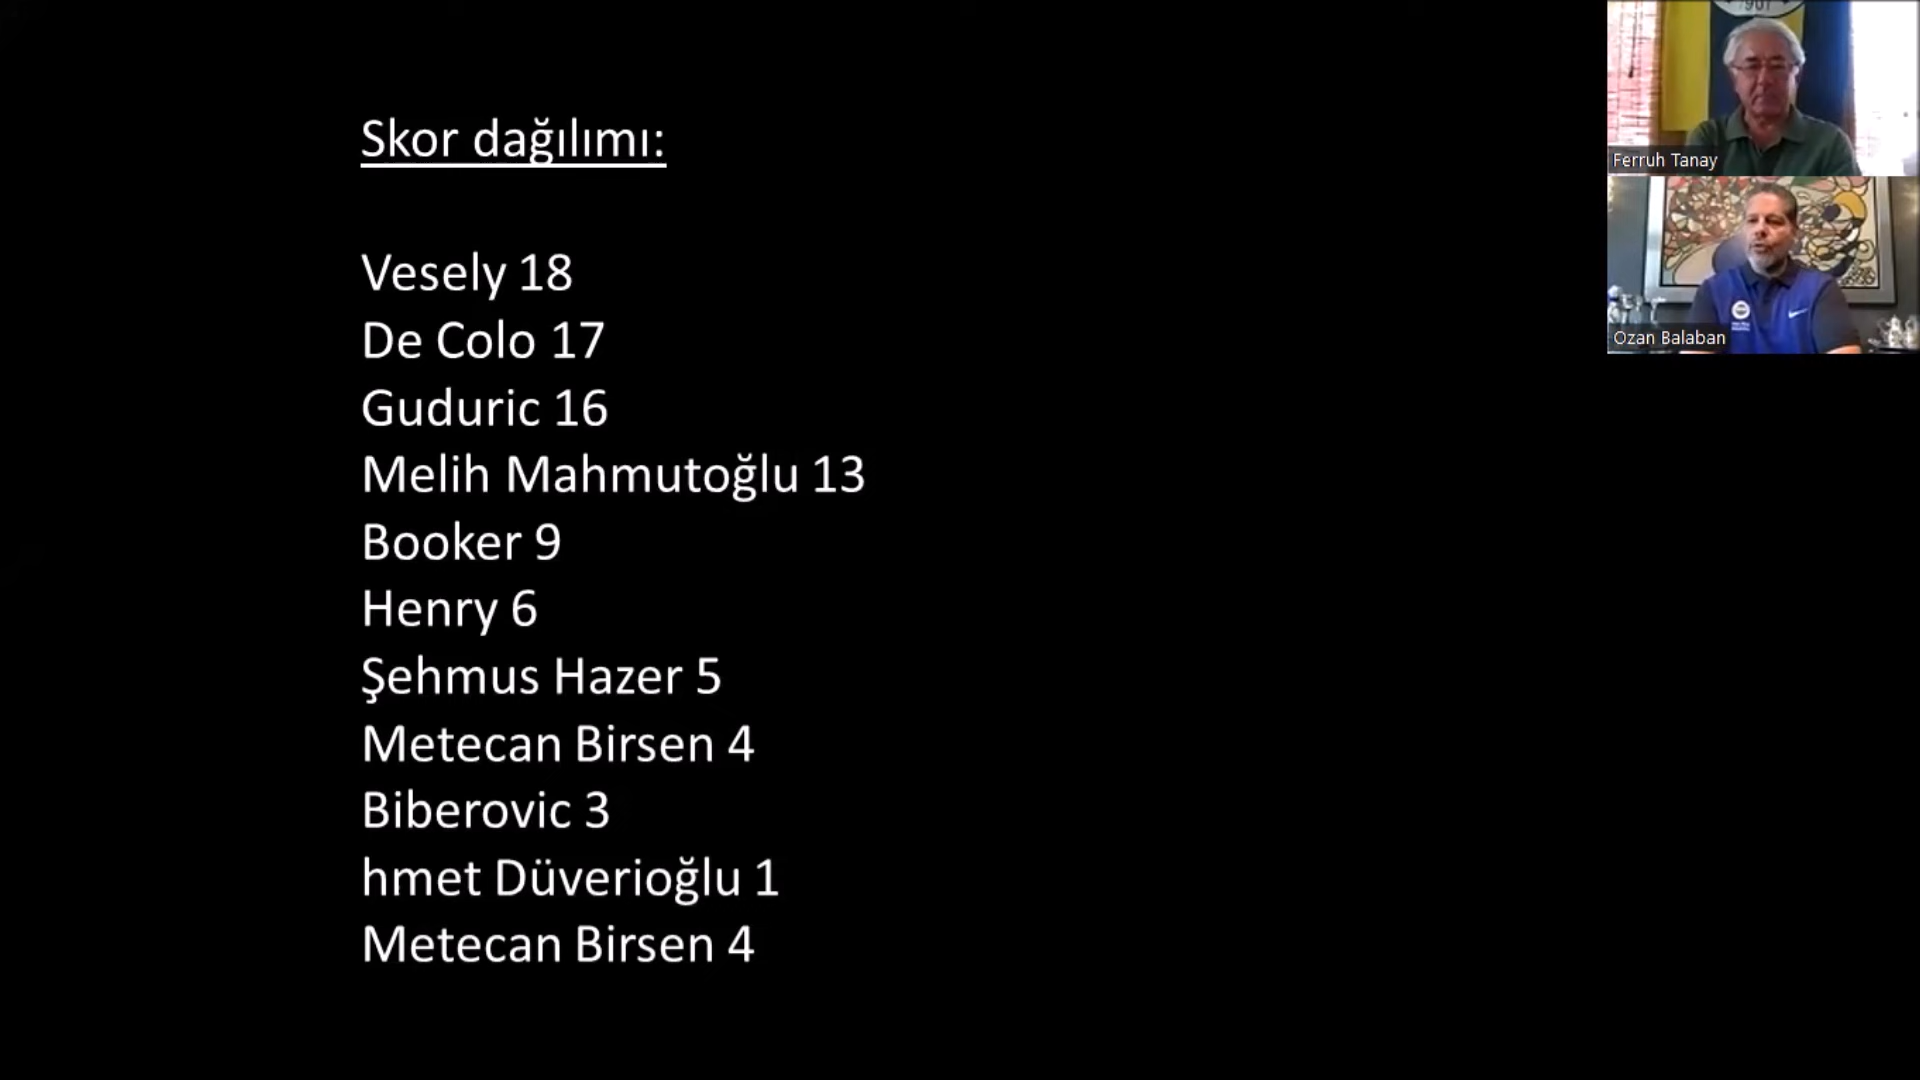 Skor dağılımı:
Vesely 18
De Colo 17
Guduric 16
Melih Mahmutoğlu 13
Booker 9
Henry 6
Şehmus Hazer 5
Metecan Birsen 4
Biberovic 3
hmet Düverioğlu 1
Metecan Birsen 4
1907
Ferruh Tanay
Ozan Balaban